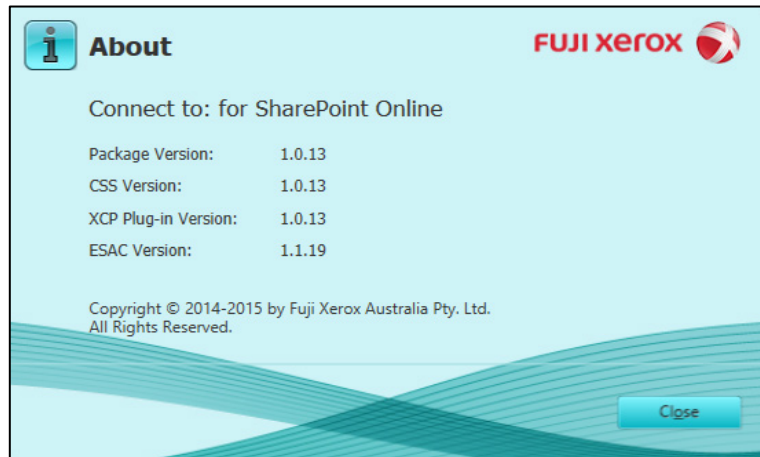 About
FUJI xerox
Connect to: for SharePoint Online
Package Version: 1.0.13
CSS Version: 1.0.13
XCP Plug-in Version: 1.0.13
ESAC Version: 1.1.19
Copyright © 2014-2015 by Fuji Xerox Australia Pty. Ltd.
All Rights Reserved.
Close